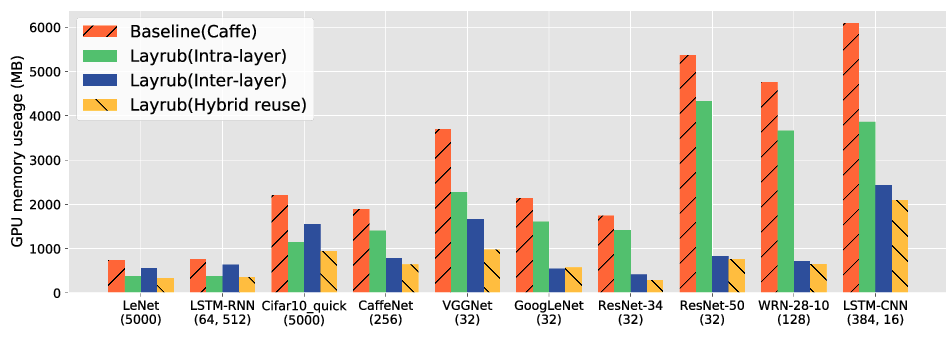 GPU memory useage (MB)
6000
5000
4000
3000
2000
1000
0
Baseline(Caffe)
Layrub(Intra-layer)
Layrub(Inter-layer)
Layrub(Hybrid reuse)
LeNet LSTM-RNN Cifar10_quick CaffeNet VGGNet GoogLeNet ResNet-34 ResNet-50 WRN-28-10 LSTM-CNN
(5000) (64, 512) (5000) (256) (32) (32) (32) (32) (128) (384, 16)